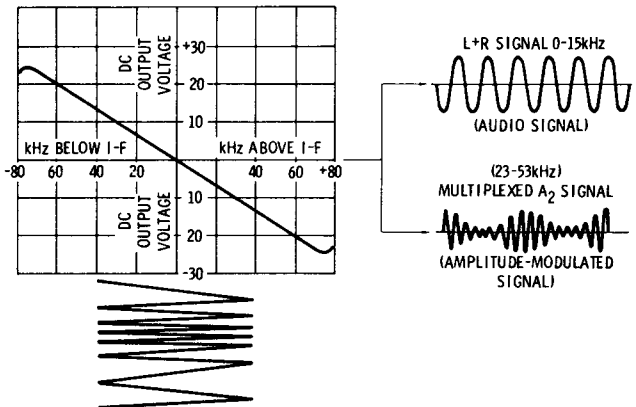 +30
DC
OUTPUT
VOLTAGE
20
10
kHz BELOW I-F
kHz ABOVE I-F
-80 60 40 20 20 40 60 +80
10
DC
OUTPUT
VOLTAGE
20
-30
L+R SIGNAL 0-15kHz
(AUDIO SIGNAL)
(23-53kHz)
MULTIPLEXED A2 SIGNAL
(AMPLITUDE-MODULATED
SIGNAL)